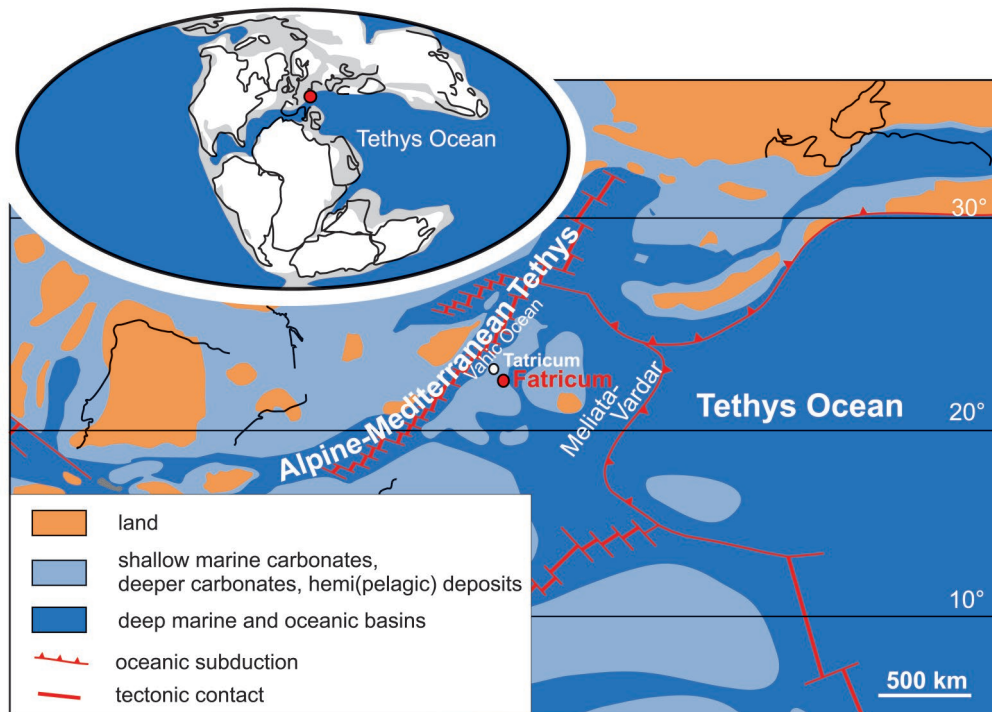 Tethys Ocean
30°
Alpine-Mediterranean Tethys
Vahic Ocean
Tatricum
Fatricum
Meliata-
Vardar
Tethys Ocean
20°
land
shallow marine carbonates,
deeper carbonates, hemi(pelagic) deposits
deep marine and oceanic basins
10°
oceanic subduction
tectonic contact
500 km